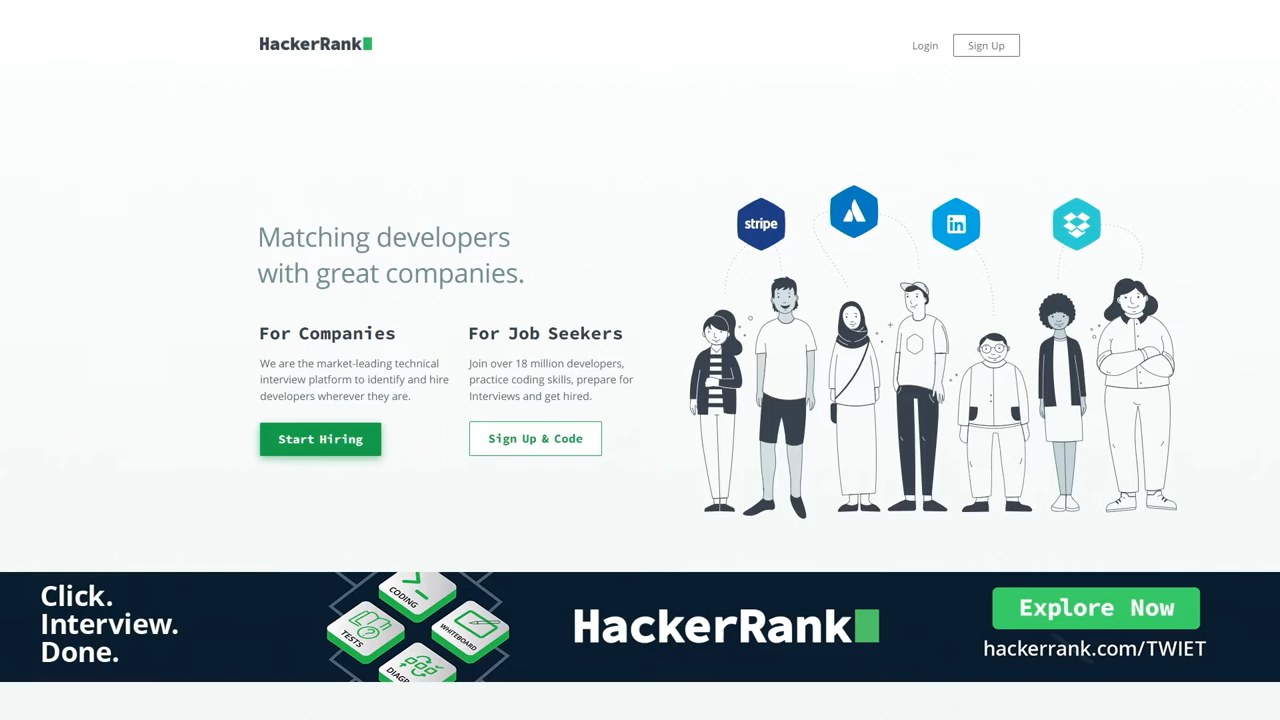 HackerRank
Login
Sign Up
stripe
in
Matching developers
with great companies.
For Companies
We are the market-leading technical
interview platform to identify and hire
developers wherever they are.
Start Hiring
For Job Seekers
Join over 18 million developers,
practice coding skills, prepare for
Interviews and get hired.
Sign Up & Code
Click.
Interview.
Done.
CODING
TESTS
WHITEBOARD
DIAGR
HackerRank
Explore Now
hackerrank.com/TWIET